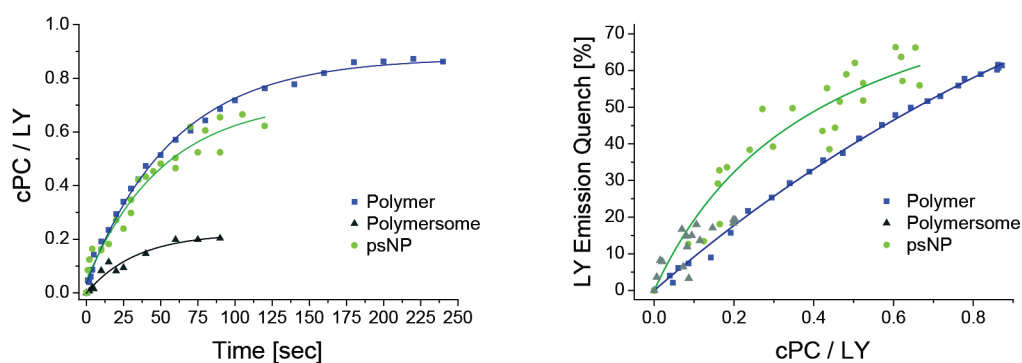 1.0
0.8
0.6
0.4
0.2
0.0
cPC / LY
0 25 50 75 100 125 150 175 200 225 250
Time [sec]
Polymer
Polymersome
psNP
70
60
50
40
30
20
10
0
LY Emission Quench [%]
0.0 0.2 0.4 0.6 0.8
cPC / LY
Polymer
Polymersome
psNP